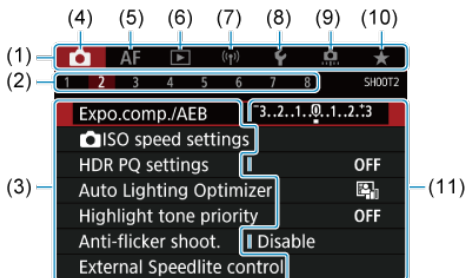 (4) (5) (6) (7) (8) (9) (10)
(1) AF
(2) 1 2 3 4 5 6 7 8 SHOOT2
Expo.comp./AEB -3..2..1..0..1..2..+3
ISO speed settings
HDR PQ settings OFF
(3) Auto Lighting Optimizer (11)
Highlight tone priority OFF
Anti-flicker shoot. Disable
External Speedlite control